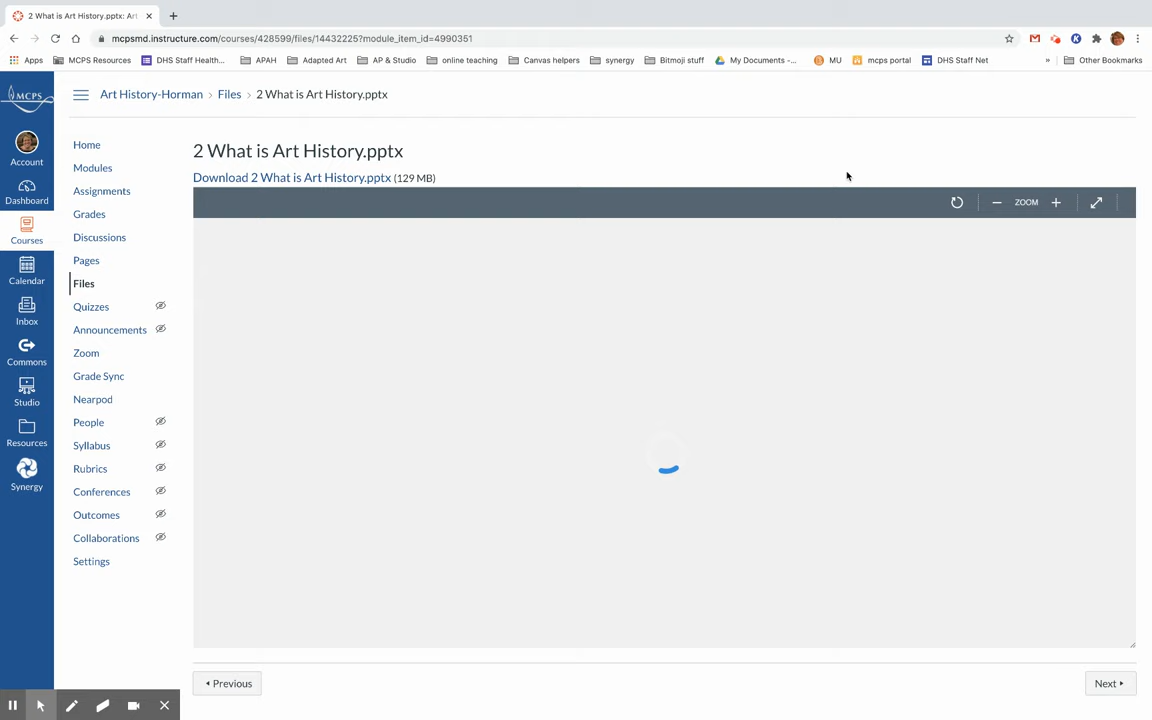 2 What is Art History.pptx: Art
mcpsmd.instructure.com/courses/428599/files/14432225?module_item_id=4990351
Apps MCPS Resources DHS Staff Health... APAH Adapted Art AP & Studio online teaching Canvas helpers synergy Bitmoji stuff My Documents -... MU mcps portal DHS Staff Net » Other Bookmarks
MCPS
Art History-Horman > Files > 2 What is Art History.pptx
Account
Dashboard
Courses
Calendar
Inbox
Commons
Studio
Resources
Synergy
Home
Modules
Assignments
Grades
Discussions
Pages
Files
Quizzes
Announcements
Zoom
Grade Sync
Nearpod
People
Syllabus
Rubrics
Conferences
Outcomes
Collaborations
Settings
2 What is Art History.pptx
Download 2 What is Art History.pptx (129 MB)
ZOOM
Previous
Next